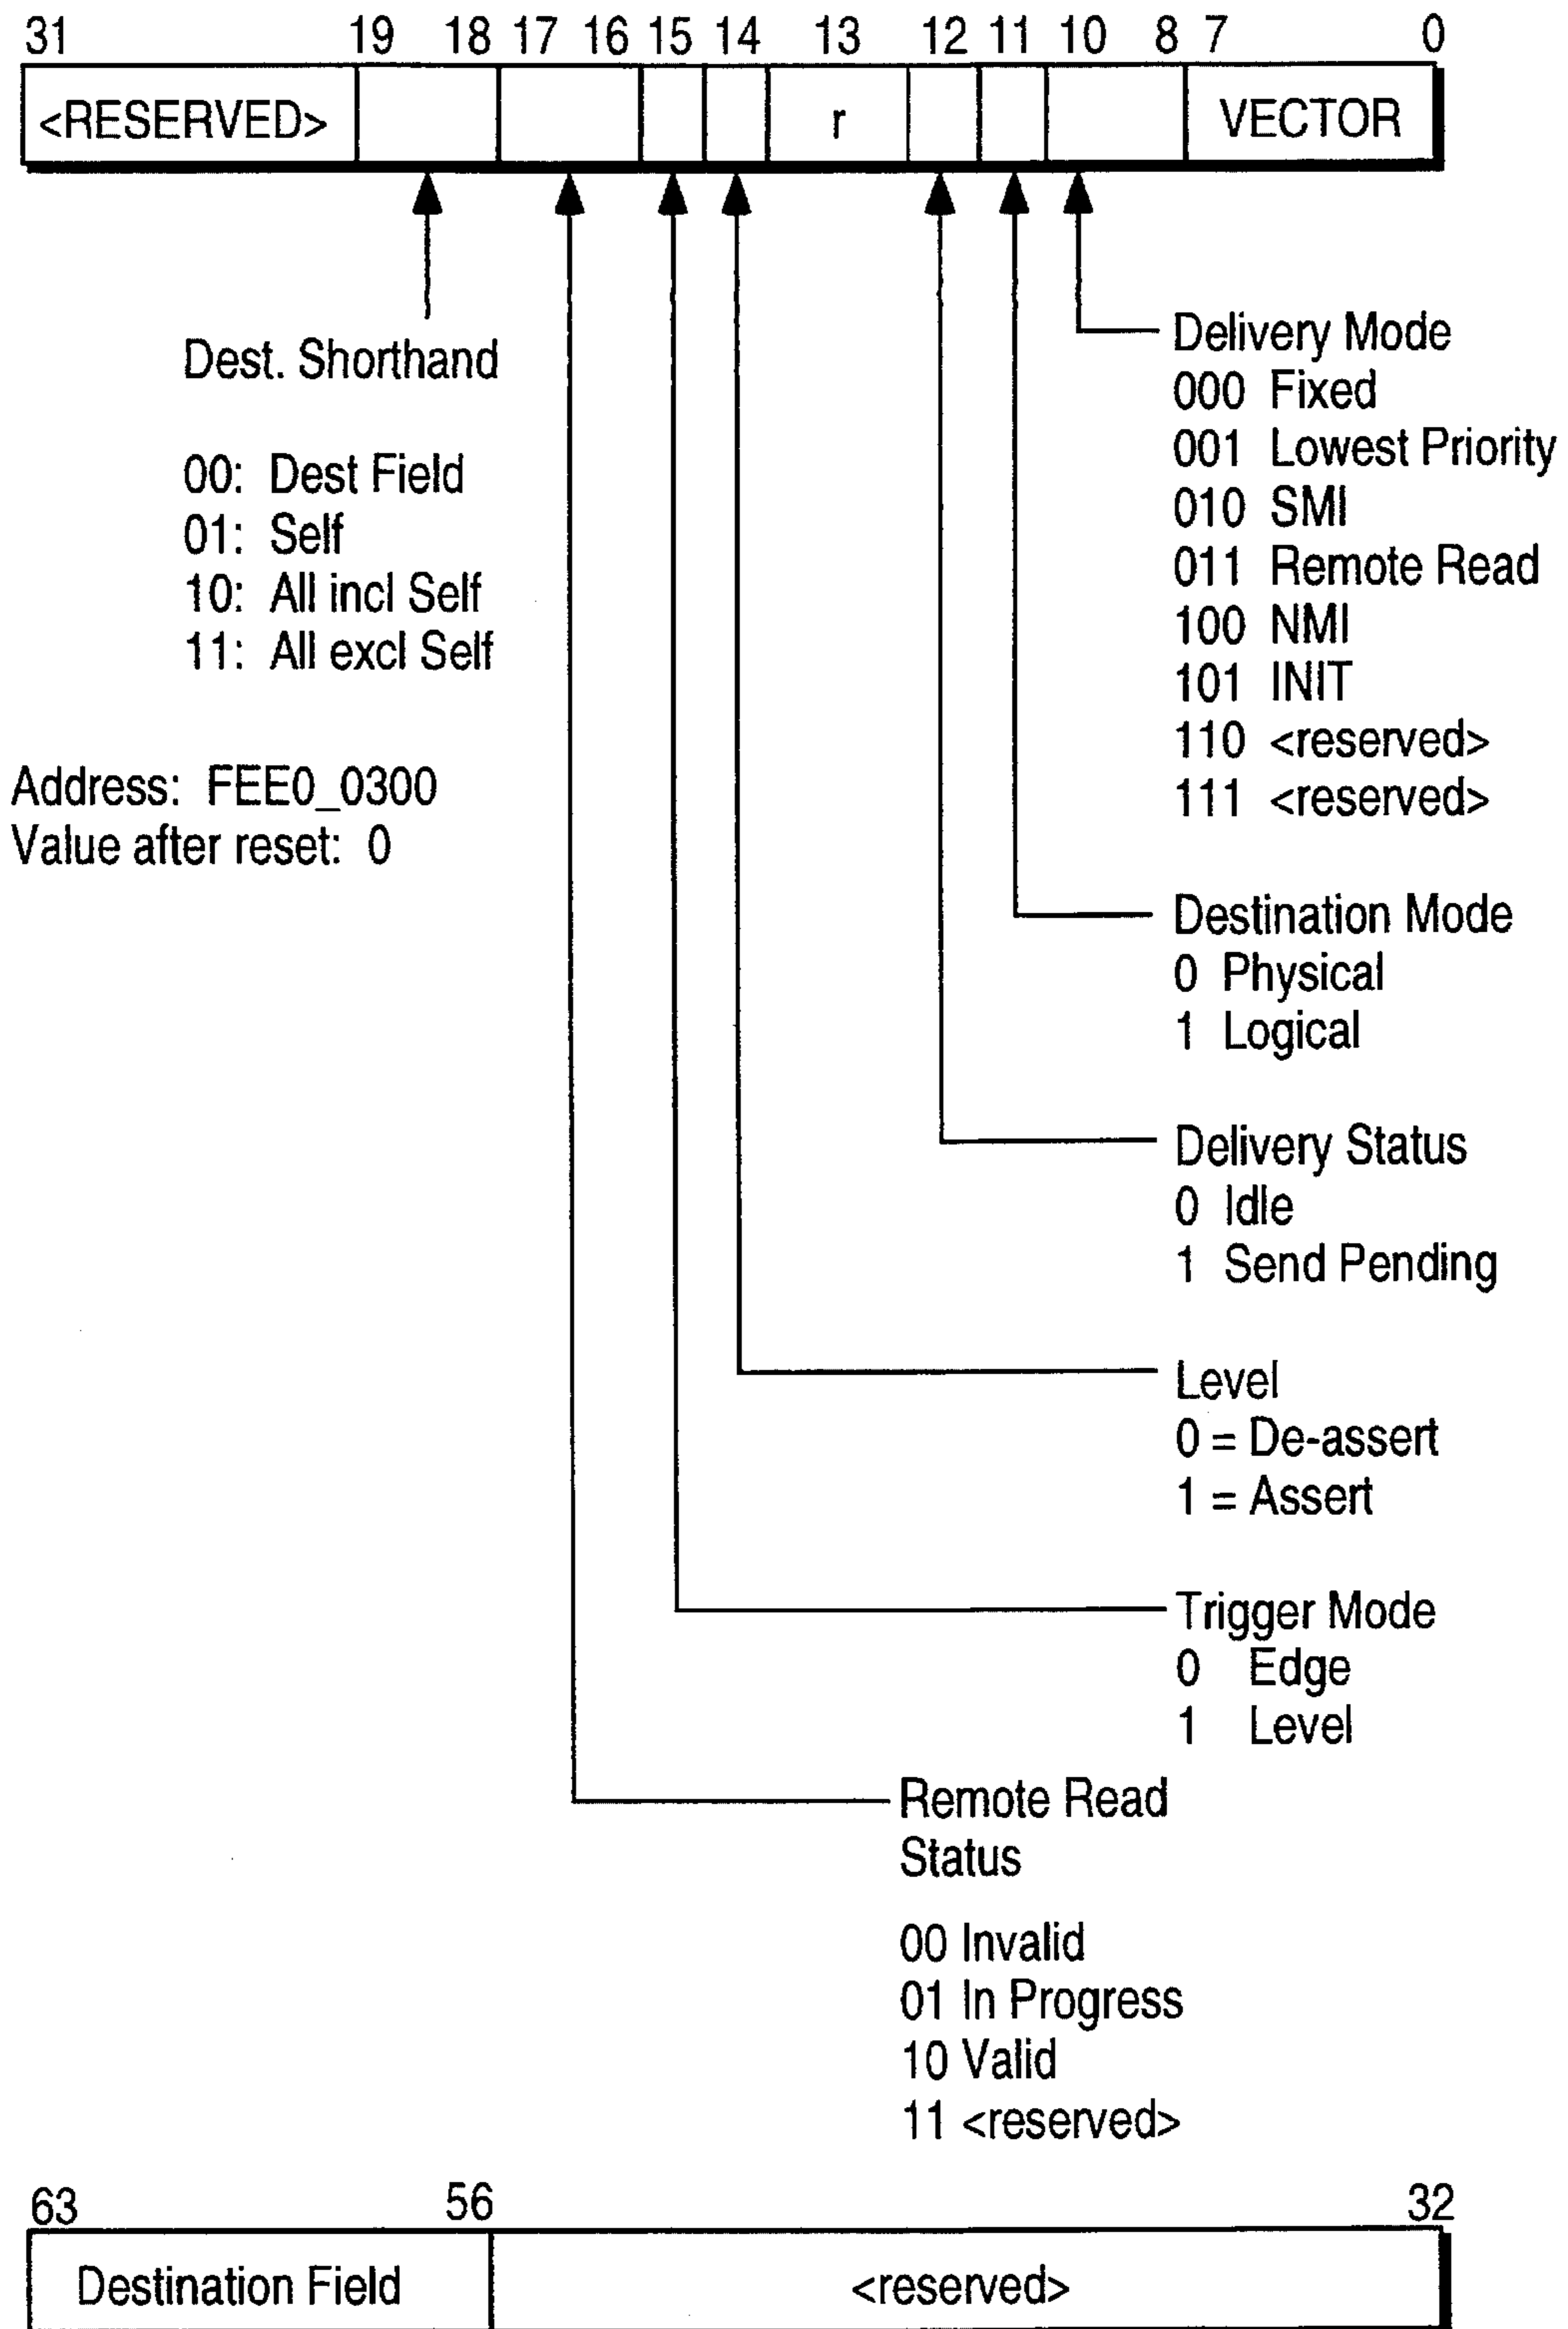 31 19 18 17 16 15 14 13 12 11 10 8 7 0
<RESERVED> r VECTOR
Dest. Shorthand
00: Dest Field
01: Self
10: All incl Self
11: All excl Self
Address: FEE0_0300
Value after reset: 0
Delivery Mode
000 Fixed
001 Lowest Priority
010 SMI
011 Remote Read
100 NMI
101 INIT
110 <reserved>
111 <reserved>
Destination Mode
0 Physical
1 Logical
Delivery Status
0 Idle
1 Send Pending
Level
0 = De-assert
1 = Assert
Trigger Mode
0 Edge
1 Level
Remote Read
Status
00 Invalid
01 In Progress
10 Valid
11 <reserved>
63 56 32
Destination Field <reserved>